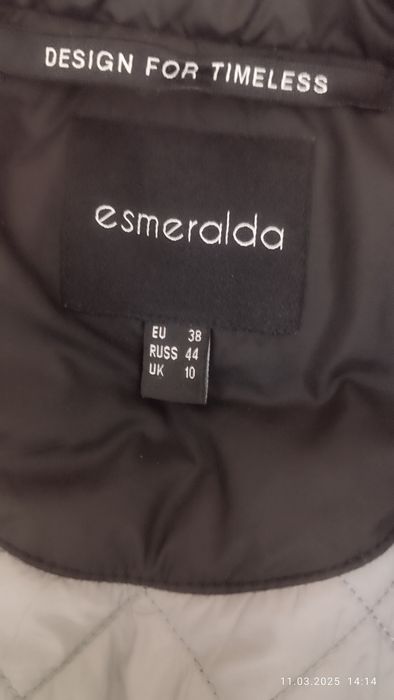 DESIGN FOR TIMELESS
esmeralda
EU 38
RUSS 44
UK 10
11.03.2025 14:14